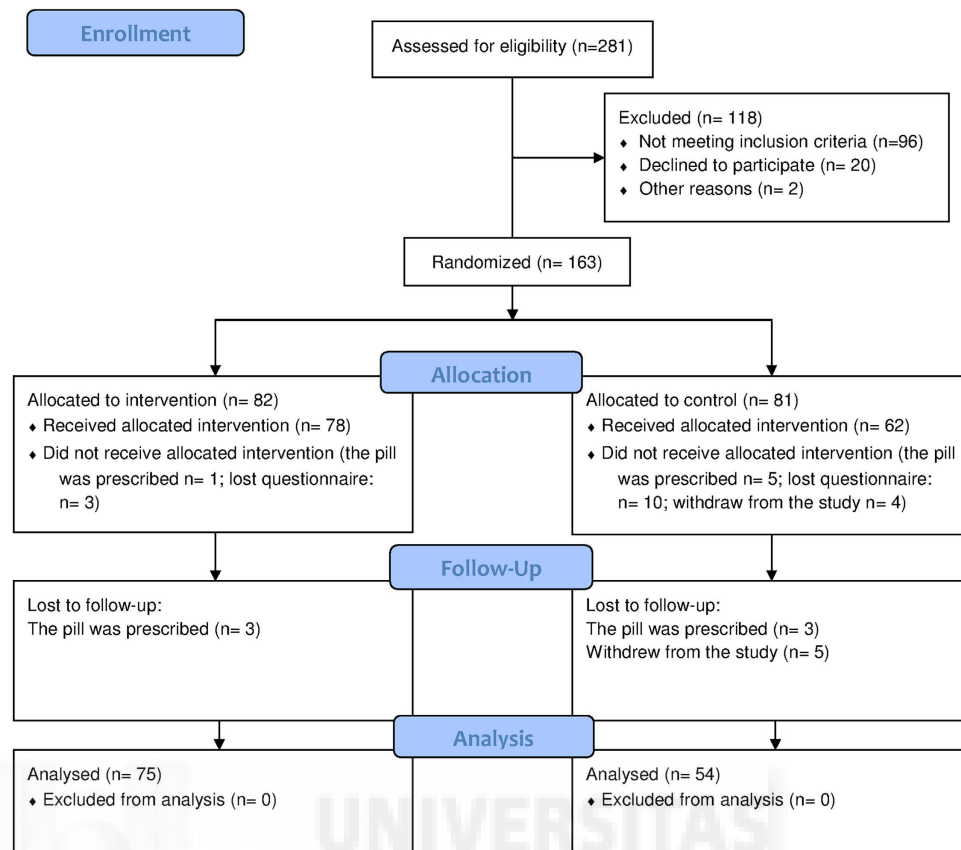 Enrollment
Assessed for eligibility (n=281)
Excluded (n= 118)
♦ Not meeting inclusion criteria (n=96)
♦ Declined to participate (n= 20)
♦ Other reasons (n= 2)
Randomized (n= 163)
Allocation
Allocated to intervention (n= 82)
♦ Received allocated intervention (n= 78)
♦ Did not receive allocated intervention (the pill
was prescribed n= 1; lost questionnaire:
n= 3)
Allocated to control (n= 81)
♦ Received allocated intervention (n= 62)
♦ Did not receive allocated intervention (the pill
was prescribed n= 5; lost questionnaire:
n= 10; withdraw from the study n= 4)
Follow-Up
Lost to follow-up:
The pill was prescribed (n= 3)
Lost to follow-up:
The pill was prescribed (n= 3)
Withdrew from the study (n= 5)
Analysis
Analysed (n= 75)
♦ Excluded from analysis (n= 0)
Analysed (n= 54)
♦ Excluded from analysis (n= 0)
UNIVERSITAS